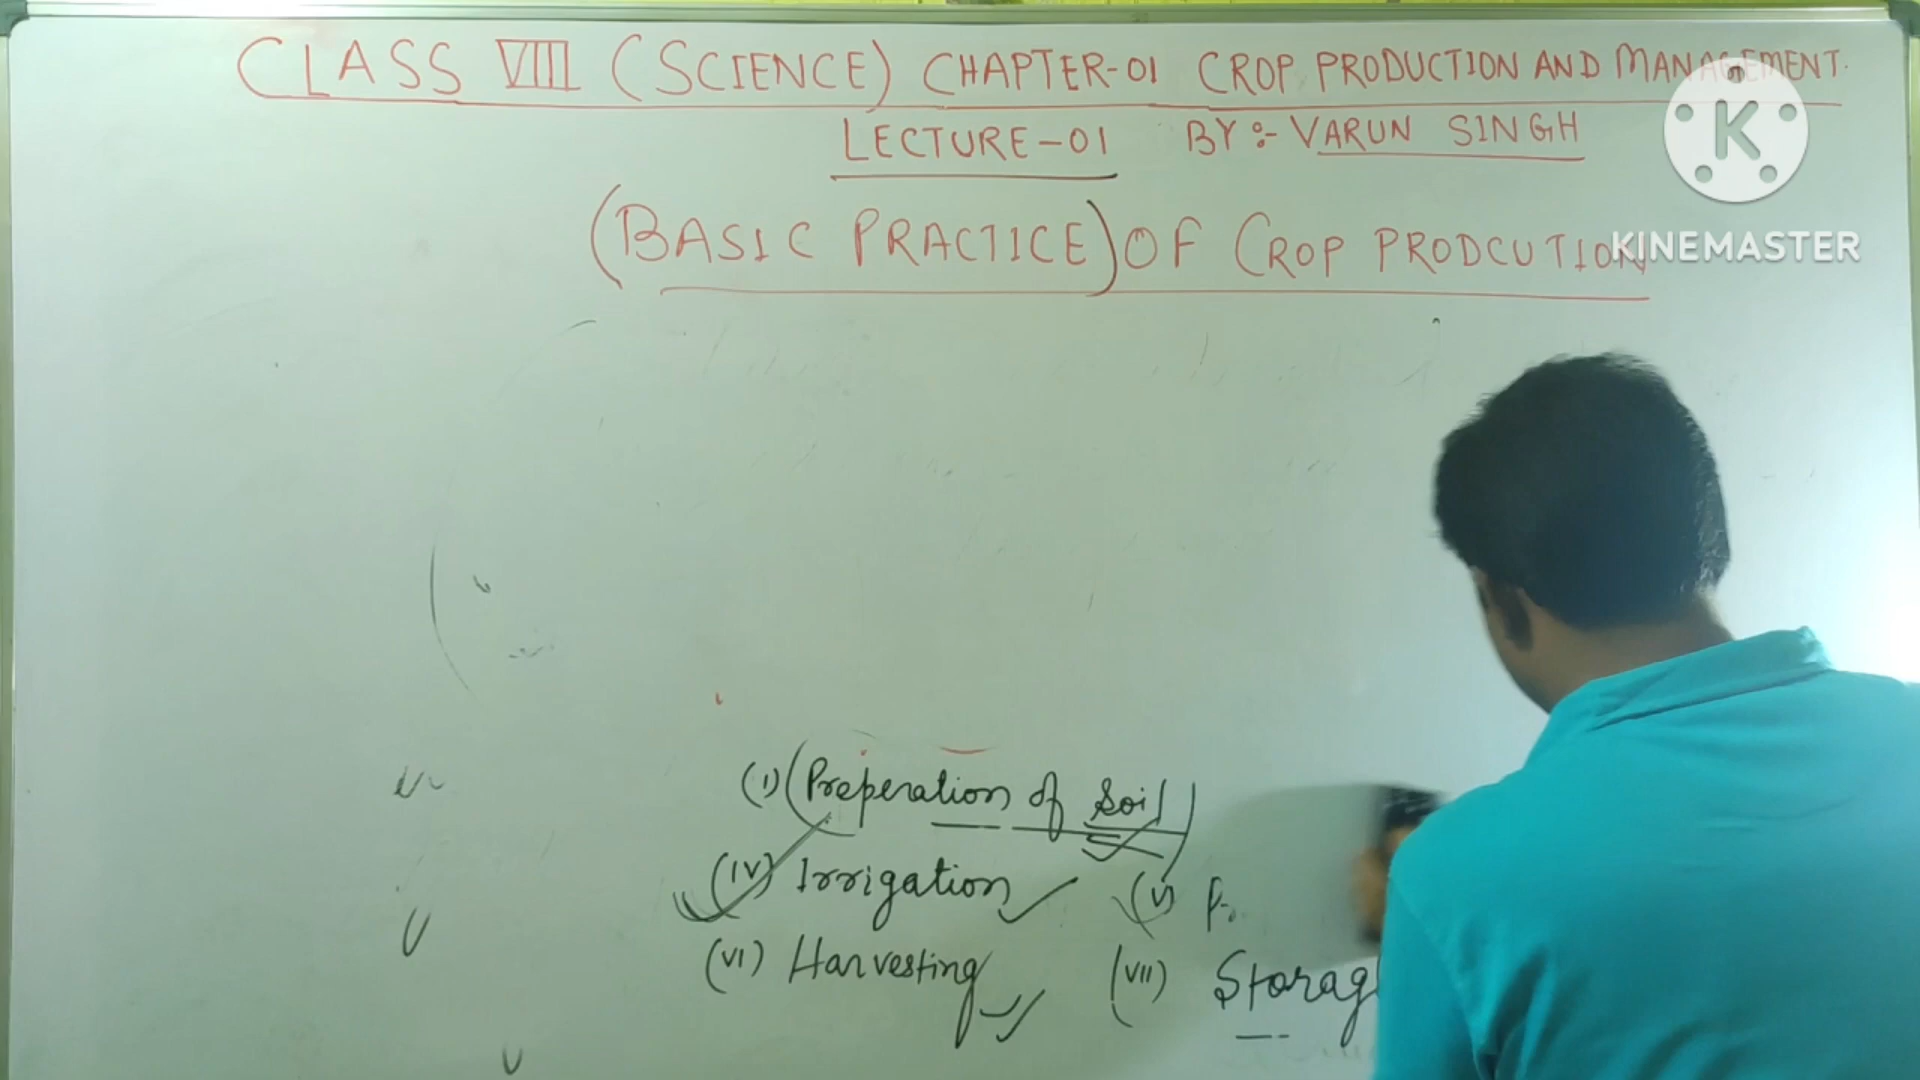 CLASS VIII (SCIENCE) CHAPTER-01 CROP PRODUCTION AND MANAGEMENT.
LECTURE-01 BY:- VARUN SINGH
(BASIC PRACTICE) OF CROP PRODCUTION
KINEMASTER
(I) (Preperation of Soil)
(IV) Irrigation (V)
(VI) Harvesting (VII) Storag